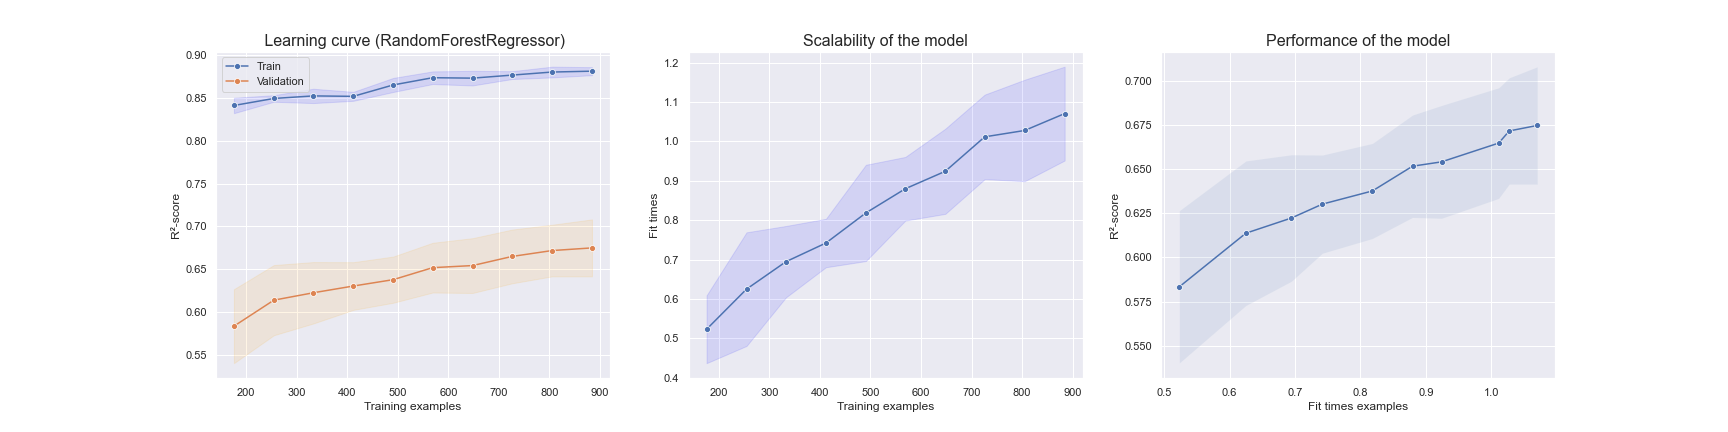 Learning curve (RandomForestRegressor)
Train
Validation
0.90
0.85
0.80
0.75
0.70
0.65
0.60
0.55
R²-score
200 300 400 500 600 700 800 900
Training examples
Scalability of the model
1.2
1.1
1.0
0.9
0.8
0.7
0.6
0.5
0.4
Fit times
200 300 400 500 600 700 800 900
Training examples
Performance of the model
0.700
0.675
0.650
0.625
0.600
0.575
0.550
R²-score
0.5 0.6 0.7 0.8 0.9 1.0
Fit times examples